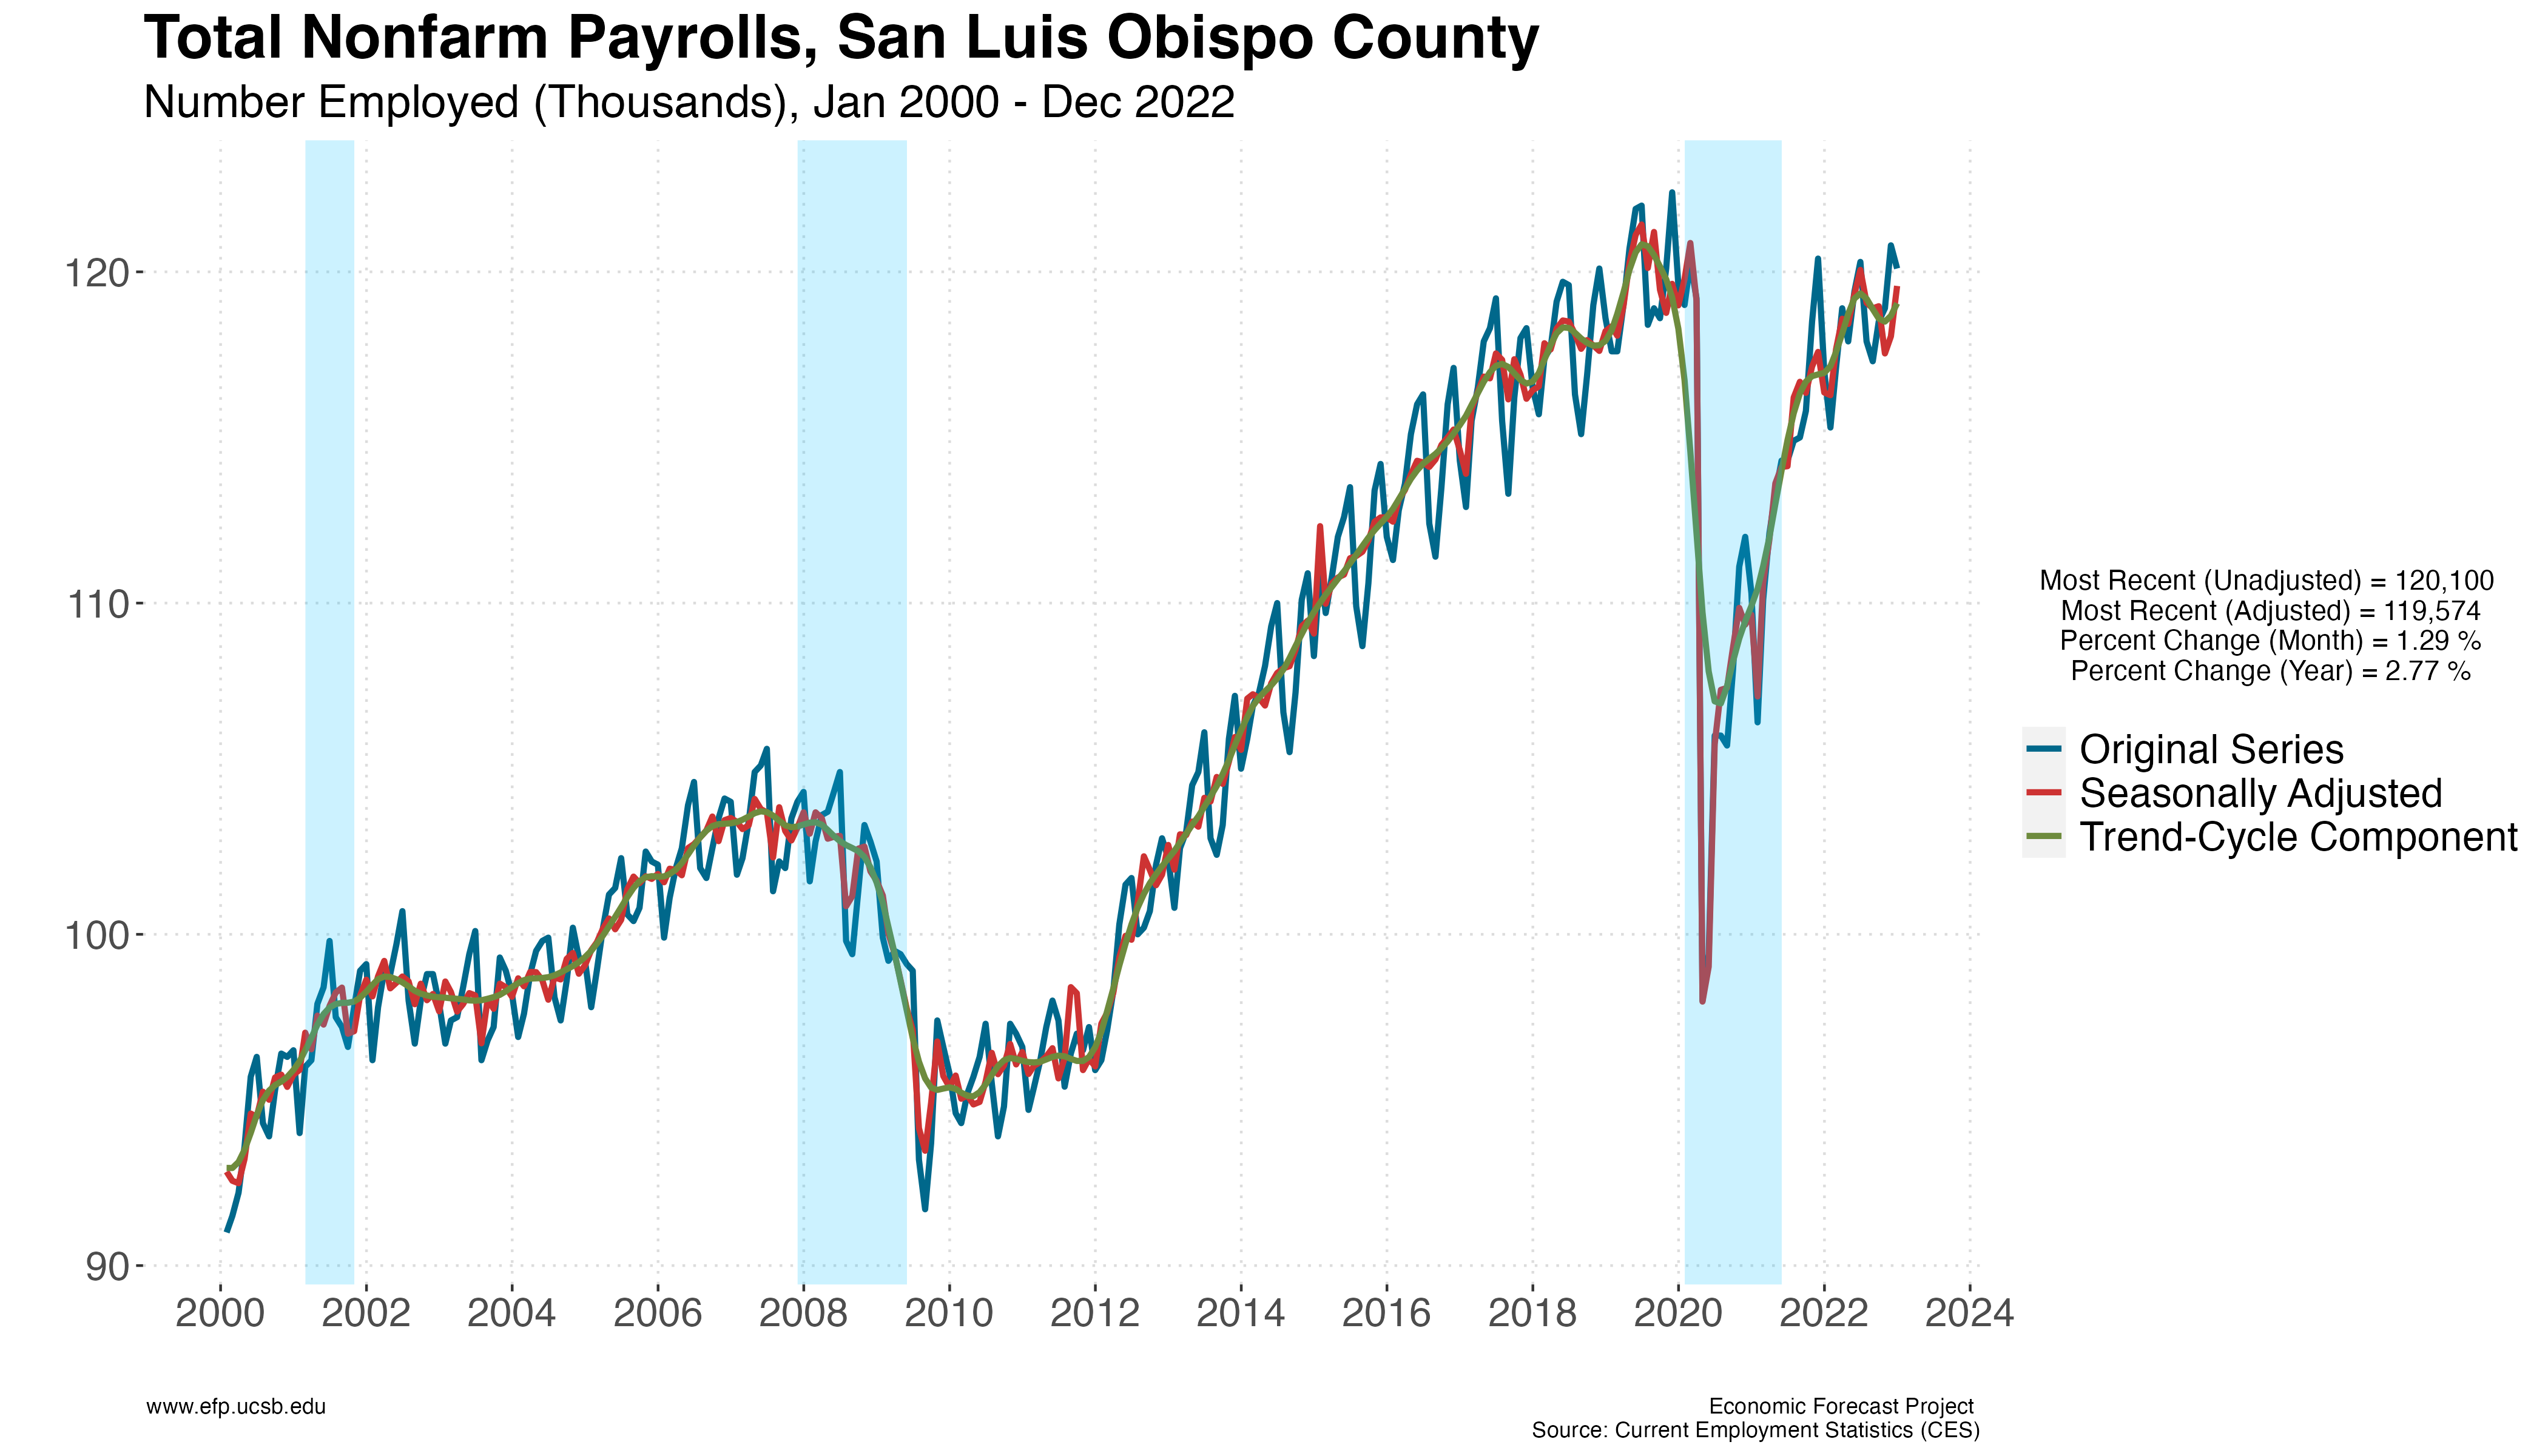 Total Nonfarm Payrolls, San Luis Obispo County
Number Employed (Thousands), Jan 2000 - Dec 2022
120
110
100
90
2000 2002 2004 2006 2008 2010 2012 2014 2016 2018 2020 2022 2024
Most Recent (Unadjusted) = 120,100
Most Recent (Adjusted) = 119,574
Percent Change (Month) = 1.29 %
Percent Change (Year) = 2.77 %
Original Series
Seasonally Adjusted
Trend-Cycle Component
www.efp.ucsb.edu
Economic Forecast Project
Source: Current Employment Statistics (CES)